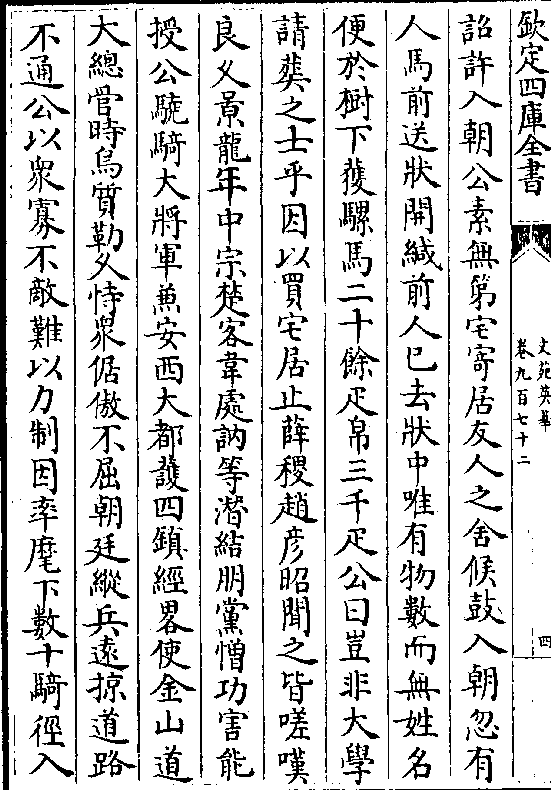 欽定四庫全書
文苑英華
卷九百七十二
四
詔許入朝公素無第宅寄居友人之舍候鼓入朝忽有
人馬前送狀開緘前人已去狀中唯有物數而無姓名
便於樹下獲騾馬二十餘疋帛三千疋公曰豈非大學
請葬之士乎因以買宅居止薛稷趙彦昭聞之皆嗟嘆
良乆景龍年中宗楚客韋處訥等潛結朋黨憎功害能
授公驍騎大將軍兼安西大都䕶四鎮經畧使金山道
大總管時烏質勒乆恃衆倨傲不屈朝廷縱兵遠掠道路
不通公以衆寡不敵難以力制因率麾下數十騎徑入